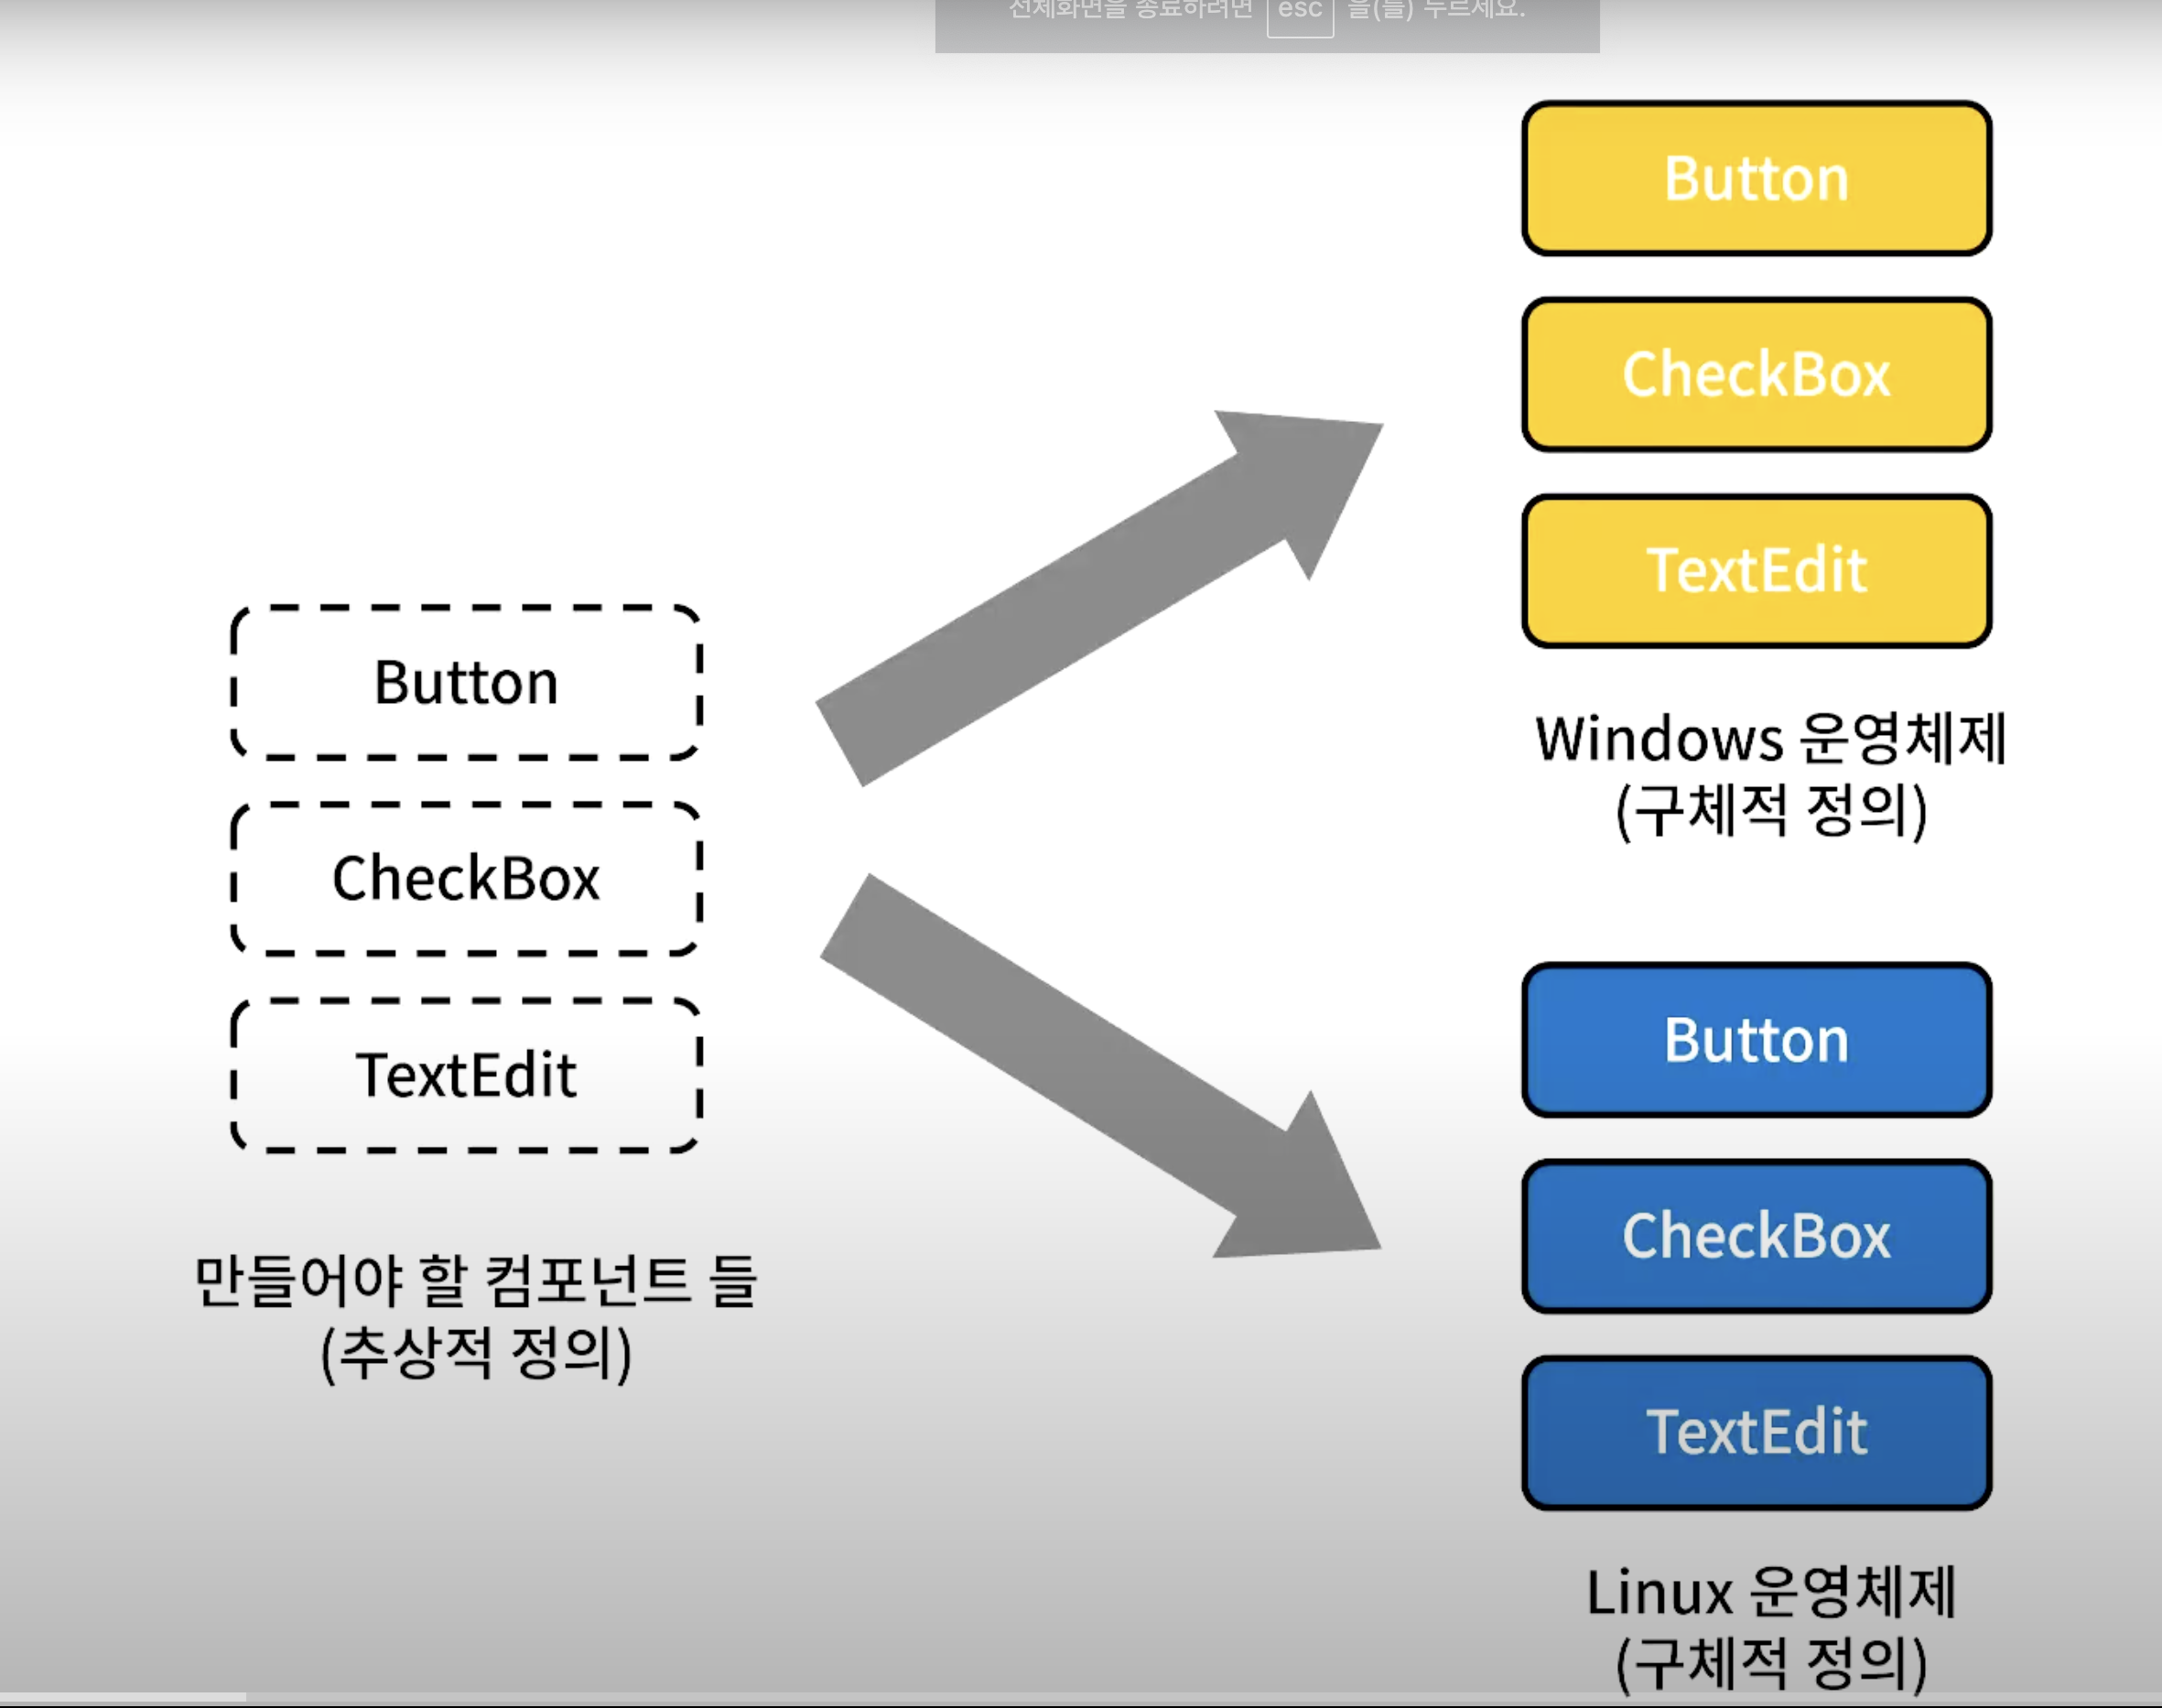 전체화면을 종료하려면 esc 을(를) 누르세요.
Button
CheckBox
TextEdit
만들어야 할 컴포넌트 들
(추상적 정의)
Button
CheckBox
TextEdit
Windows 운영체제
(구체적 정의)
Button
CheckBox
TextEdit
Linux 운영체제
(구체적 정의)